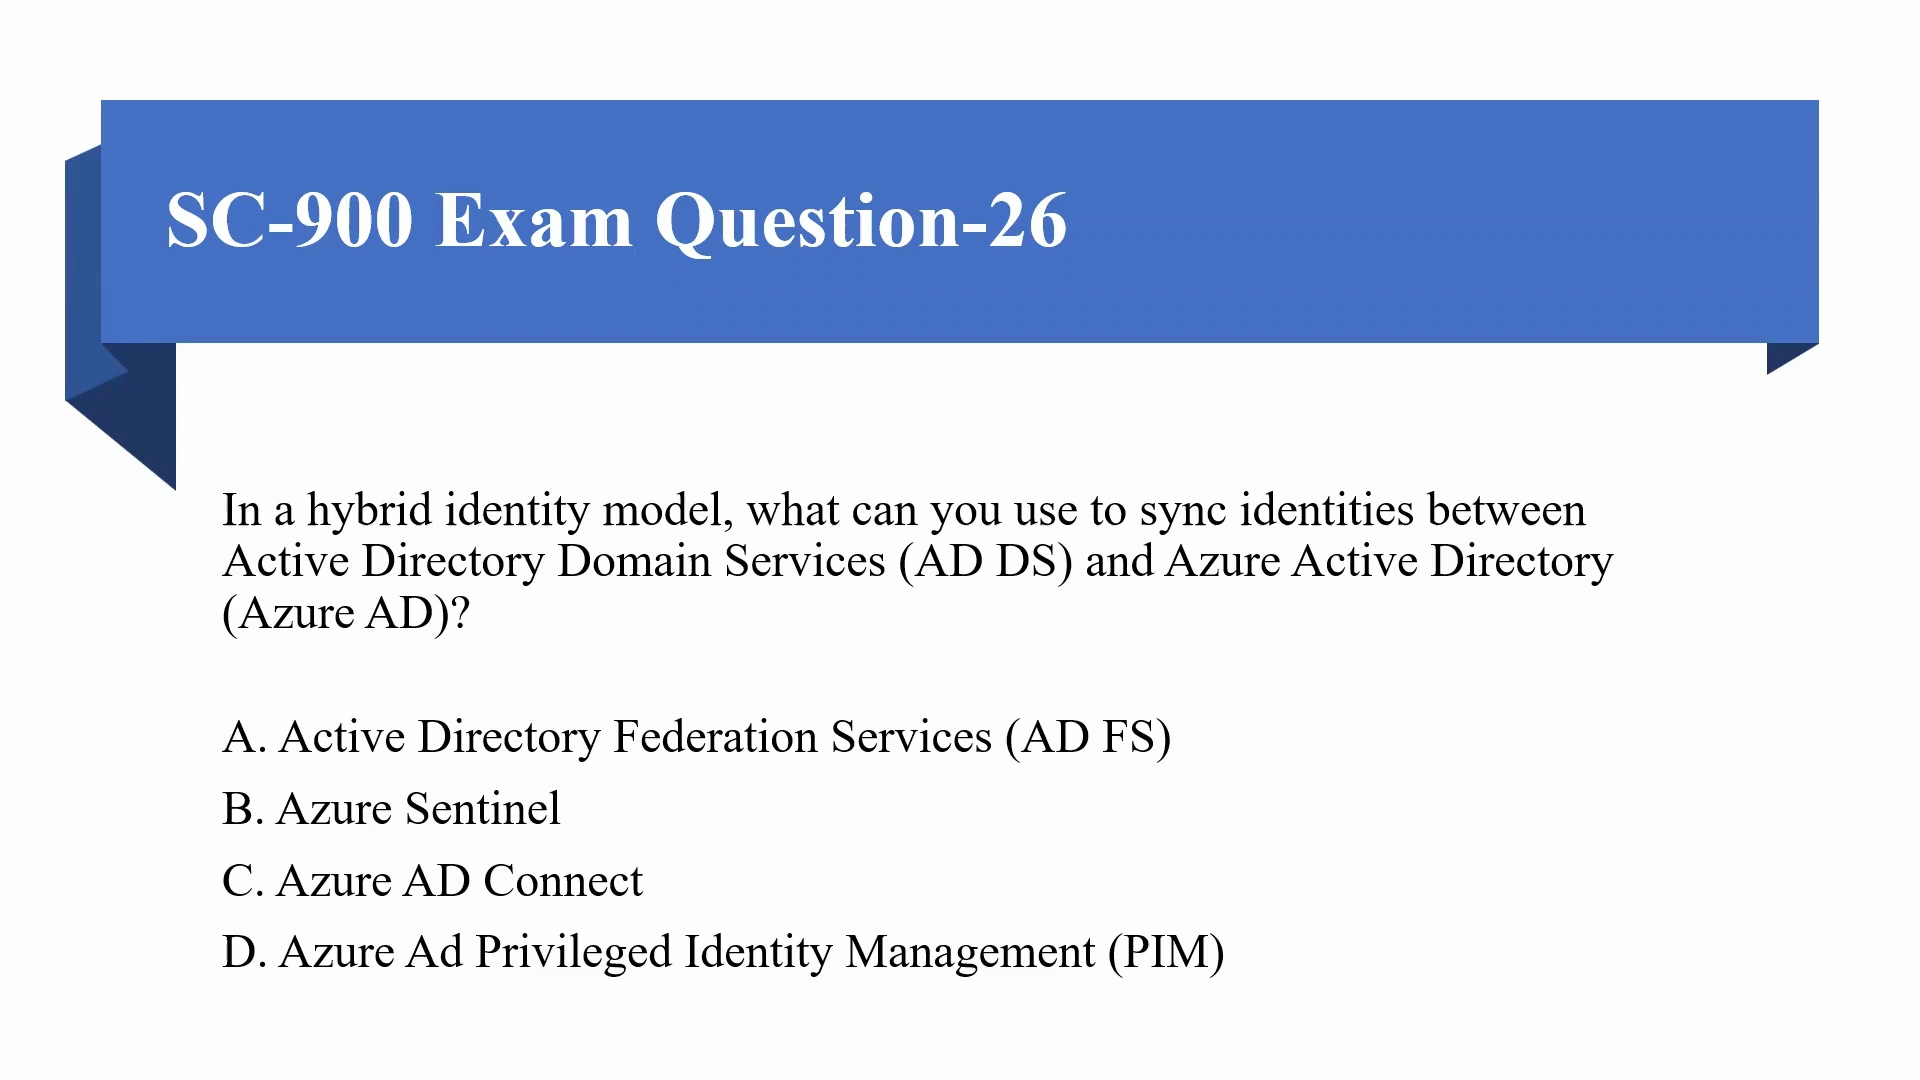 SC-900 Exam Question-26
In a hybrid identity model, what can you use to sync identities between
Active Directory Domain Services (AD DS) and Azure Active Directory
(Azure AD)?
A. Active Directory Federation Services (AD FS)
B. Azure Sentinel
C. Azure AD Connect
D. Azure Ad Privileged Identity Management (PIM)